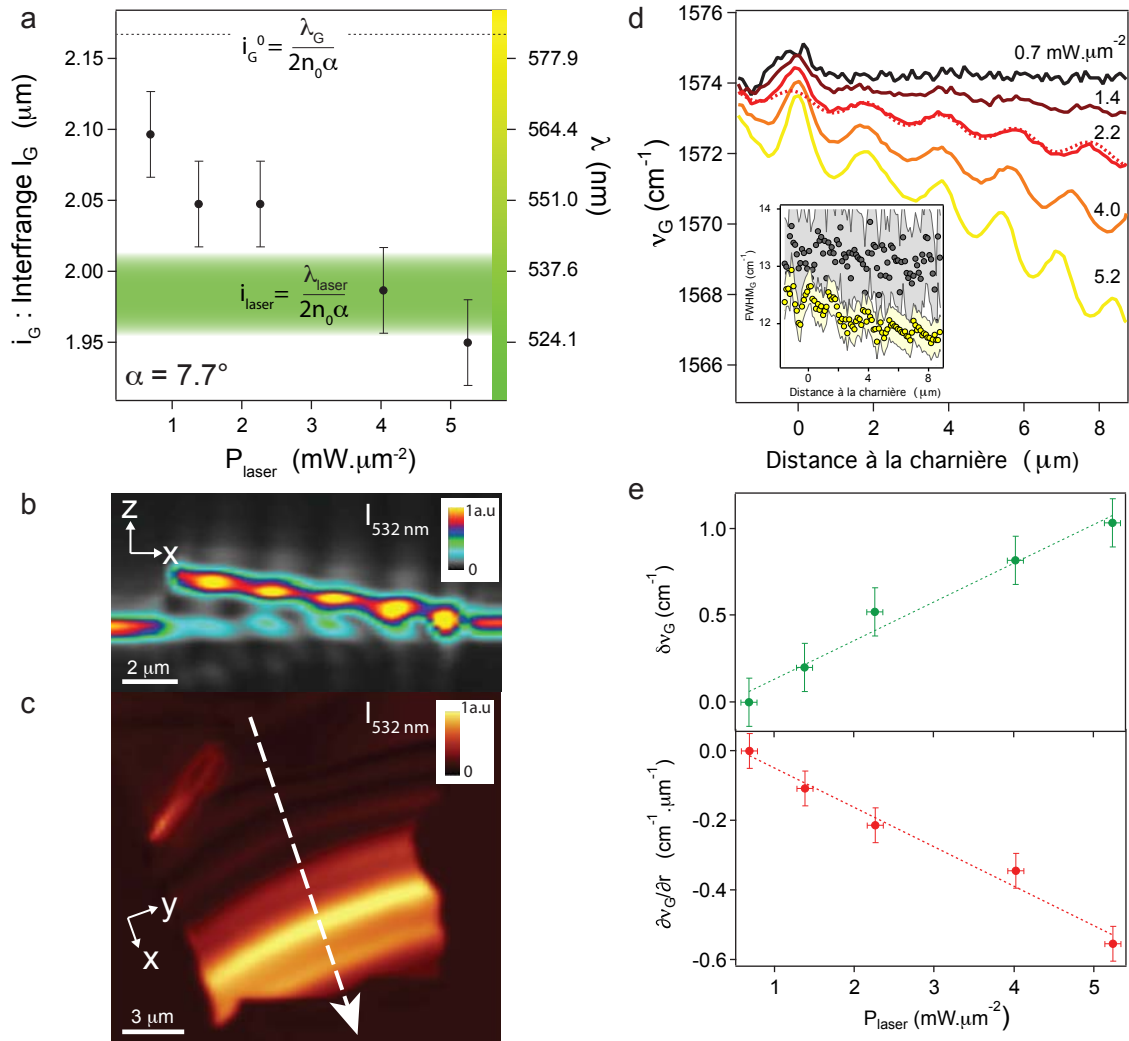 a
i_G : Interfrange I_G (μm)
2.15
2.10
2.05
2.00
1.95
i_G⁰ = λ_G / 2n₀α
i_laser = λ_laser / 2n₀α
α = 7.7°
577.9
564.4
551.0
537.6
524.1
λ (nm)
1 2 3 4 5
P_laser (mW.μm⁻²)
b
z
x
I_532 nm
1a.u
0
2 μm
c
I_532 nm
1a.u
0
y
x
3 μm
d
ν_G (cm⁻¹)
1576
1574
1572
1570
1568
1566
0.7 mW.μm⁻²
1.4
2.2
4.0
5.2
FWHM_G (cm⁻¹)
14
13
12
0 4 8
Distance à la charnière (μm)
0 2 4 6 8
Distance à la charnière (μm)
e
δν_G (cm⁻¹)
1.0
0.5
0.0
∂ν_G/∂r (cm⁻¹.μm⁻¹)
0.0
-0.2
-0.4
-0.6
1 2 3 4 5
P_laser (mW.μm⁻²)